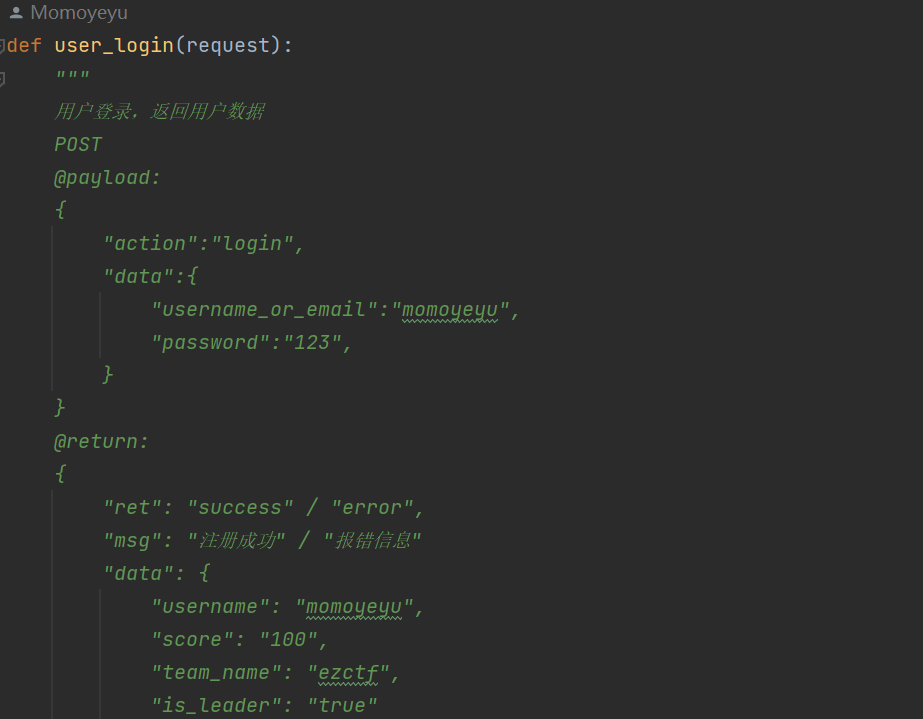 Momoyeyu
def user_login(request):
"""
用户登录，返回用户数据
POST
@payload:
{
"action":"login",
"data":{
"username_or_email":"momoyeyu",
"password":"123",
}
}
@return:
{
"ret": "success" / "error",
"msg": "注册成功" / "报错信息"
"data": {
"username": "momoyeyu",
"score": "100",
"team_name": "ezctf",
"is_leader": "true"